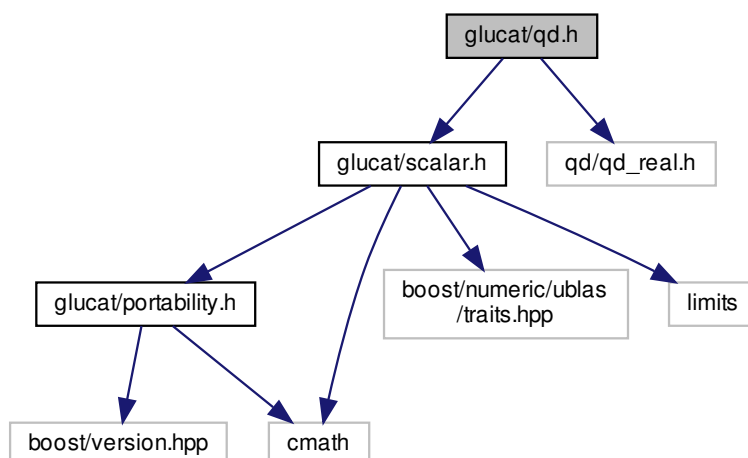 glucat/qd.h
glucat/scalar.h
qd/qd_real.h
glucat/portability.h
boost/numeric/ublas
/traits.hpp
limits
boost/version.hpp
cmath